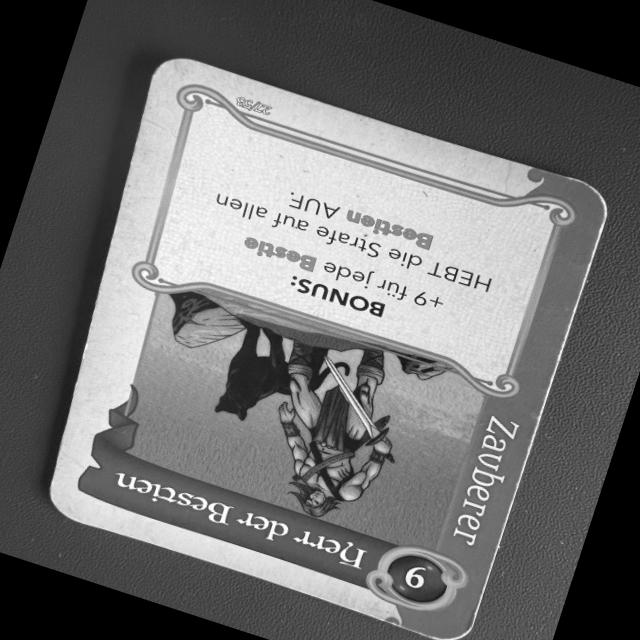 9
Herr der Bestien
Zauberer
BONUS:
+9 für jede Bestie
HEBT die Strafe auf allen
Bestien AUF.
27/53